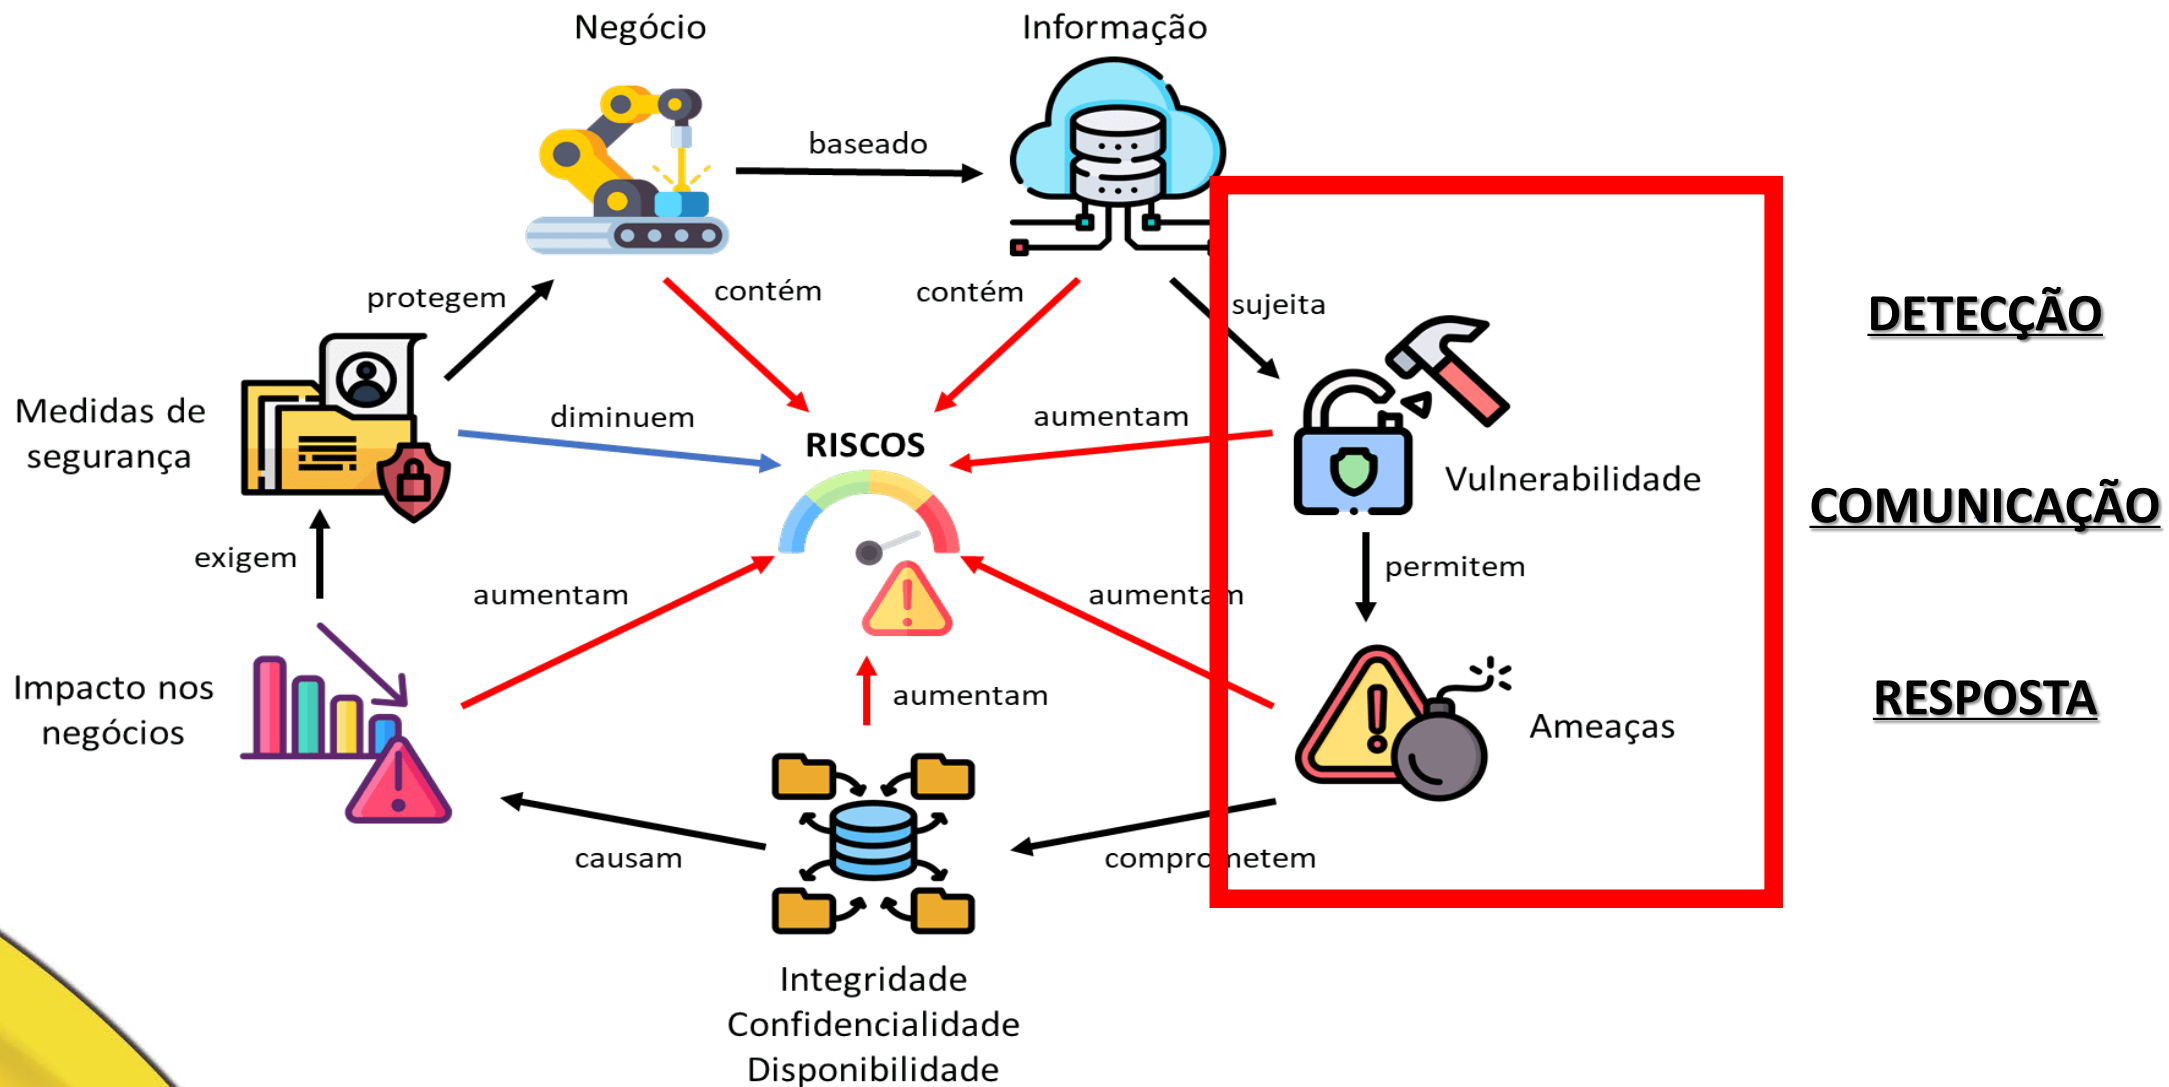 Negócio
Informação
baseado
protegem
contém
contém
sujeita
DETECÇÃO
Medidas de
segurança
diminuem
RISCOS
aumentam
Vulnerabilidade
COMUNICAÇÃO
exigem
aumentam
aumentam
permitem
Impacto nos
negócios
aumentam
Ameaças
RESPOSTA
causam
comprometem
Integridade
Confidencialidade
Disponibilidade